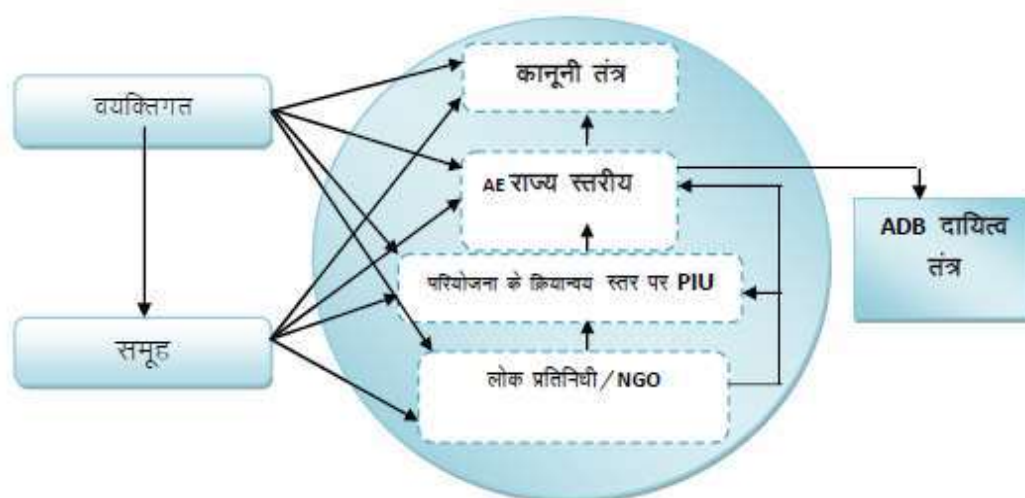 वयक्तिगत
समूह
कानूनी तंत्र
AE राज्य स्तरीय
परियोजना के क्रियान्वय स्तर पर PIU
लोक प्रतिनिधी/NGO
ADB दायित्व
तंत्र